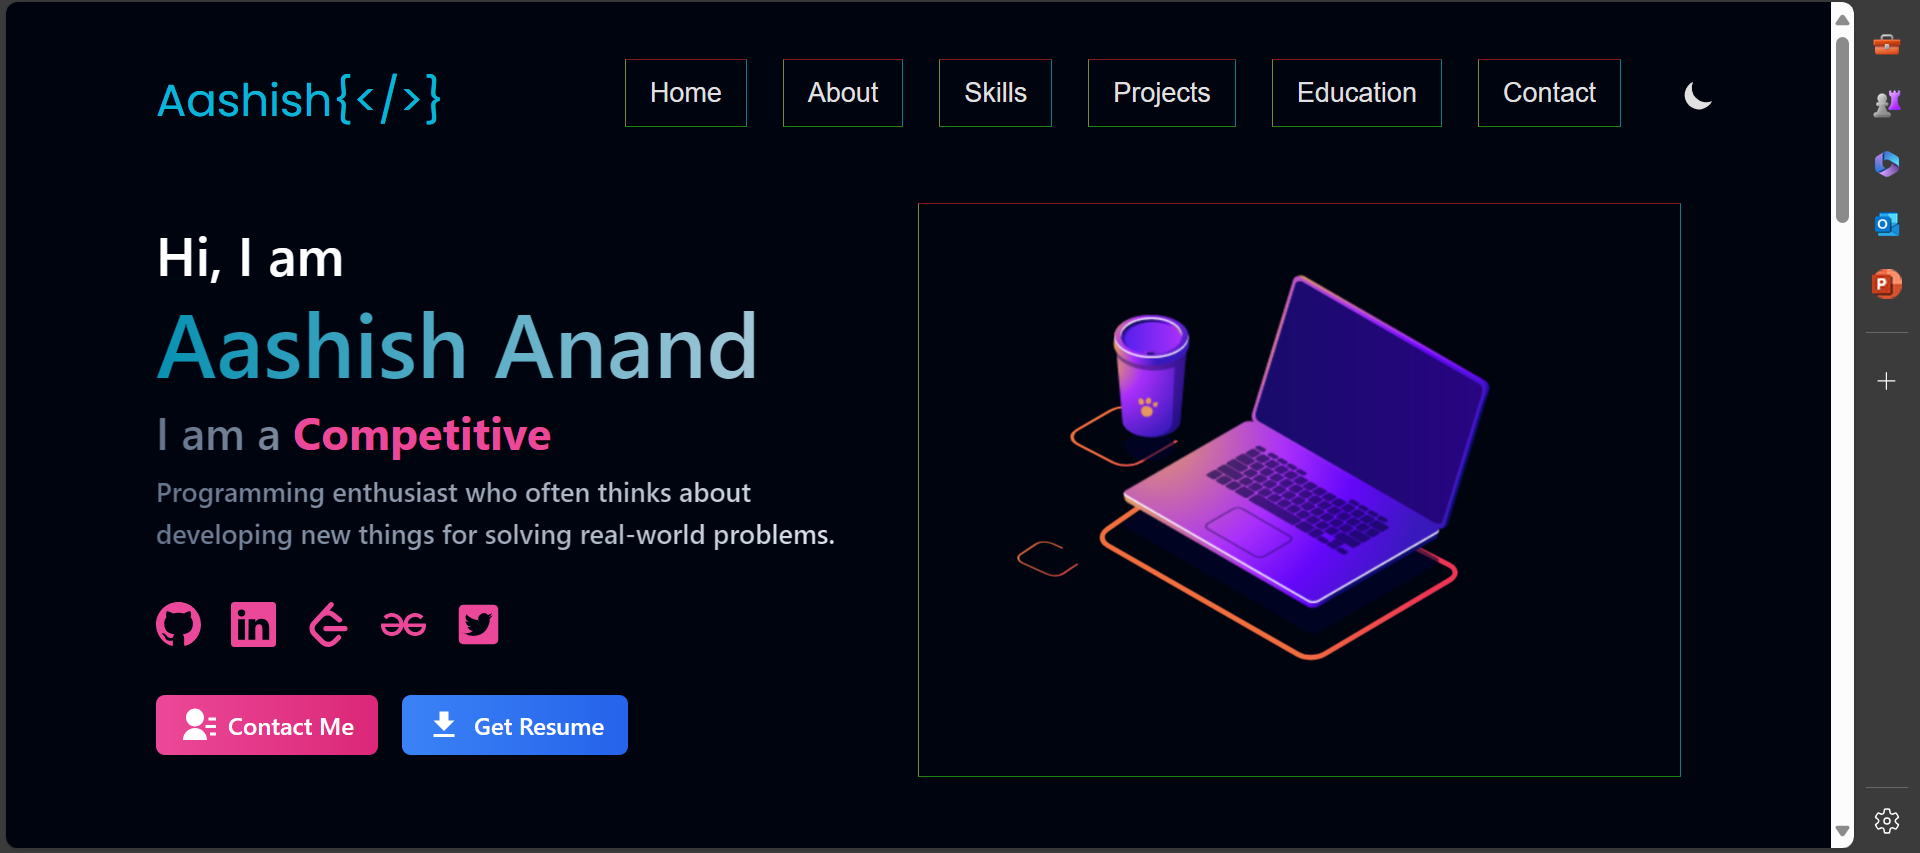 Aashish{</>}
Home
About
Skills
Projects
Education
Contact
Hi, I am
Aashish Anand
I am a Competitive
Programming enthusiast who often thinks about
developing new things for solving real-world problems.
Contact Me
Get Resume